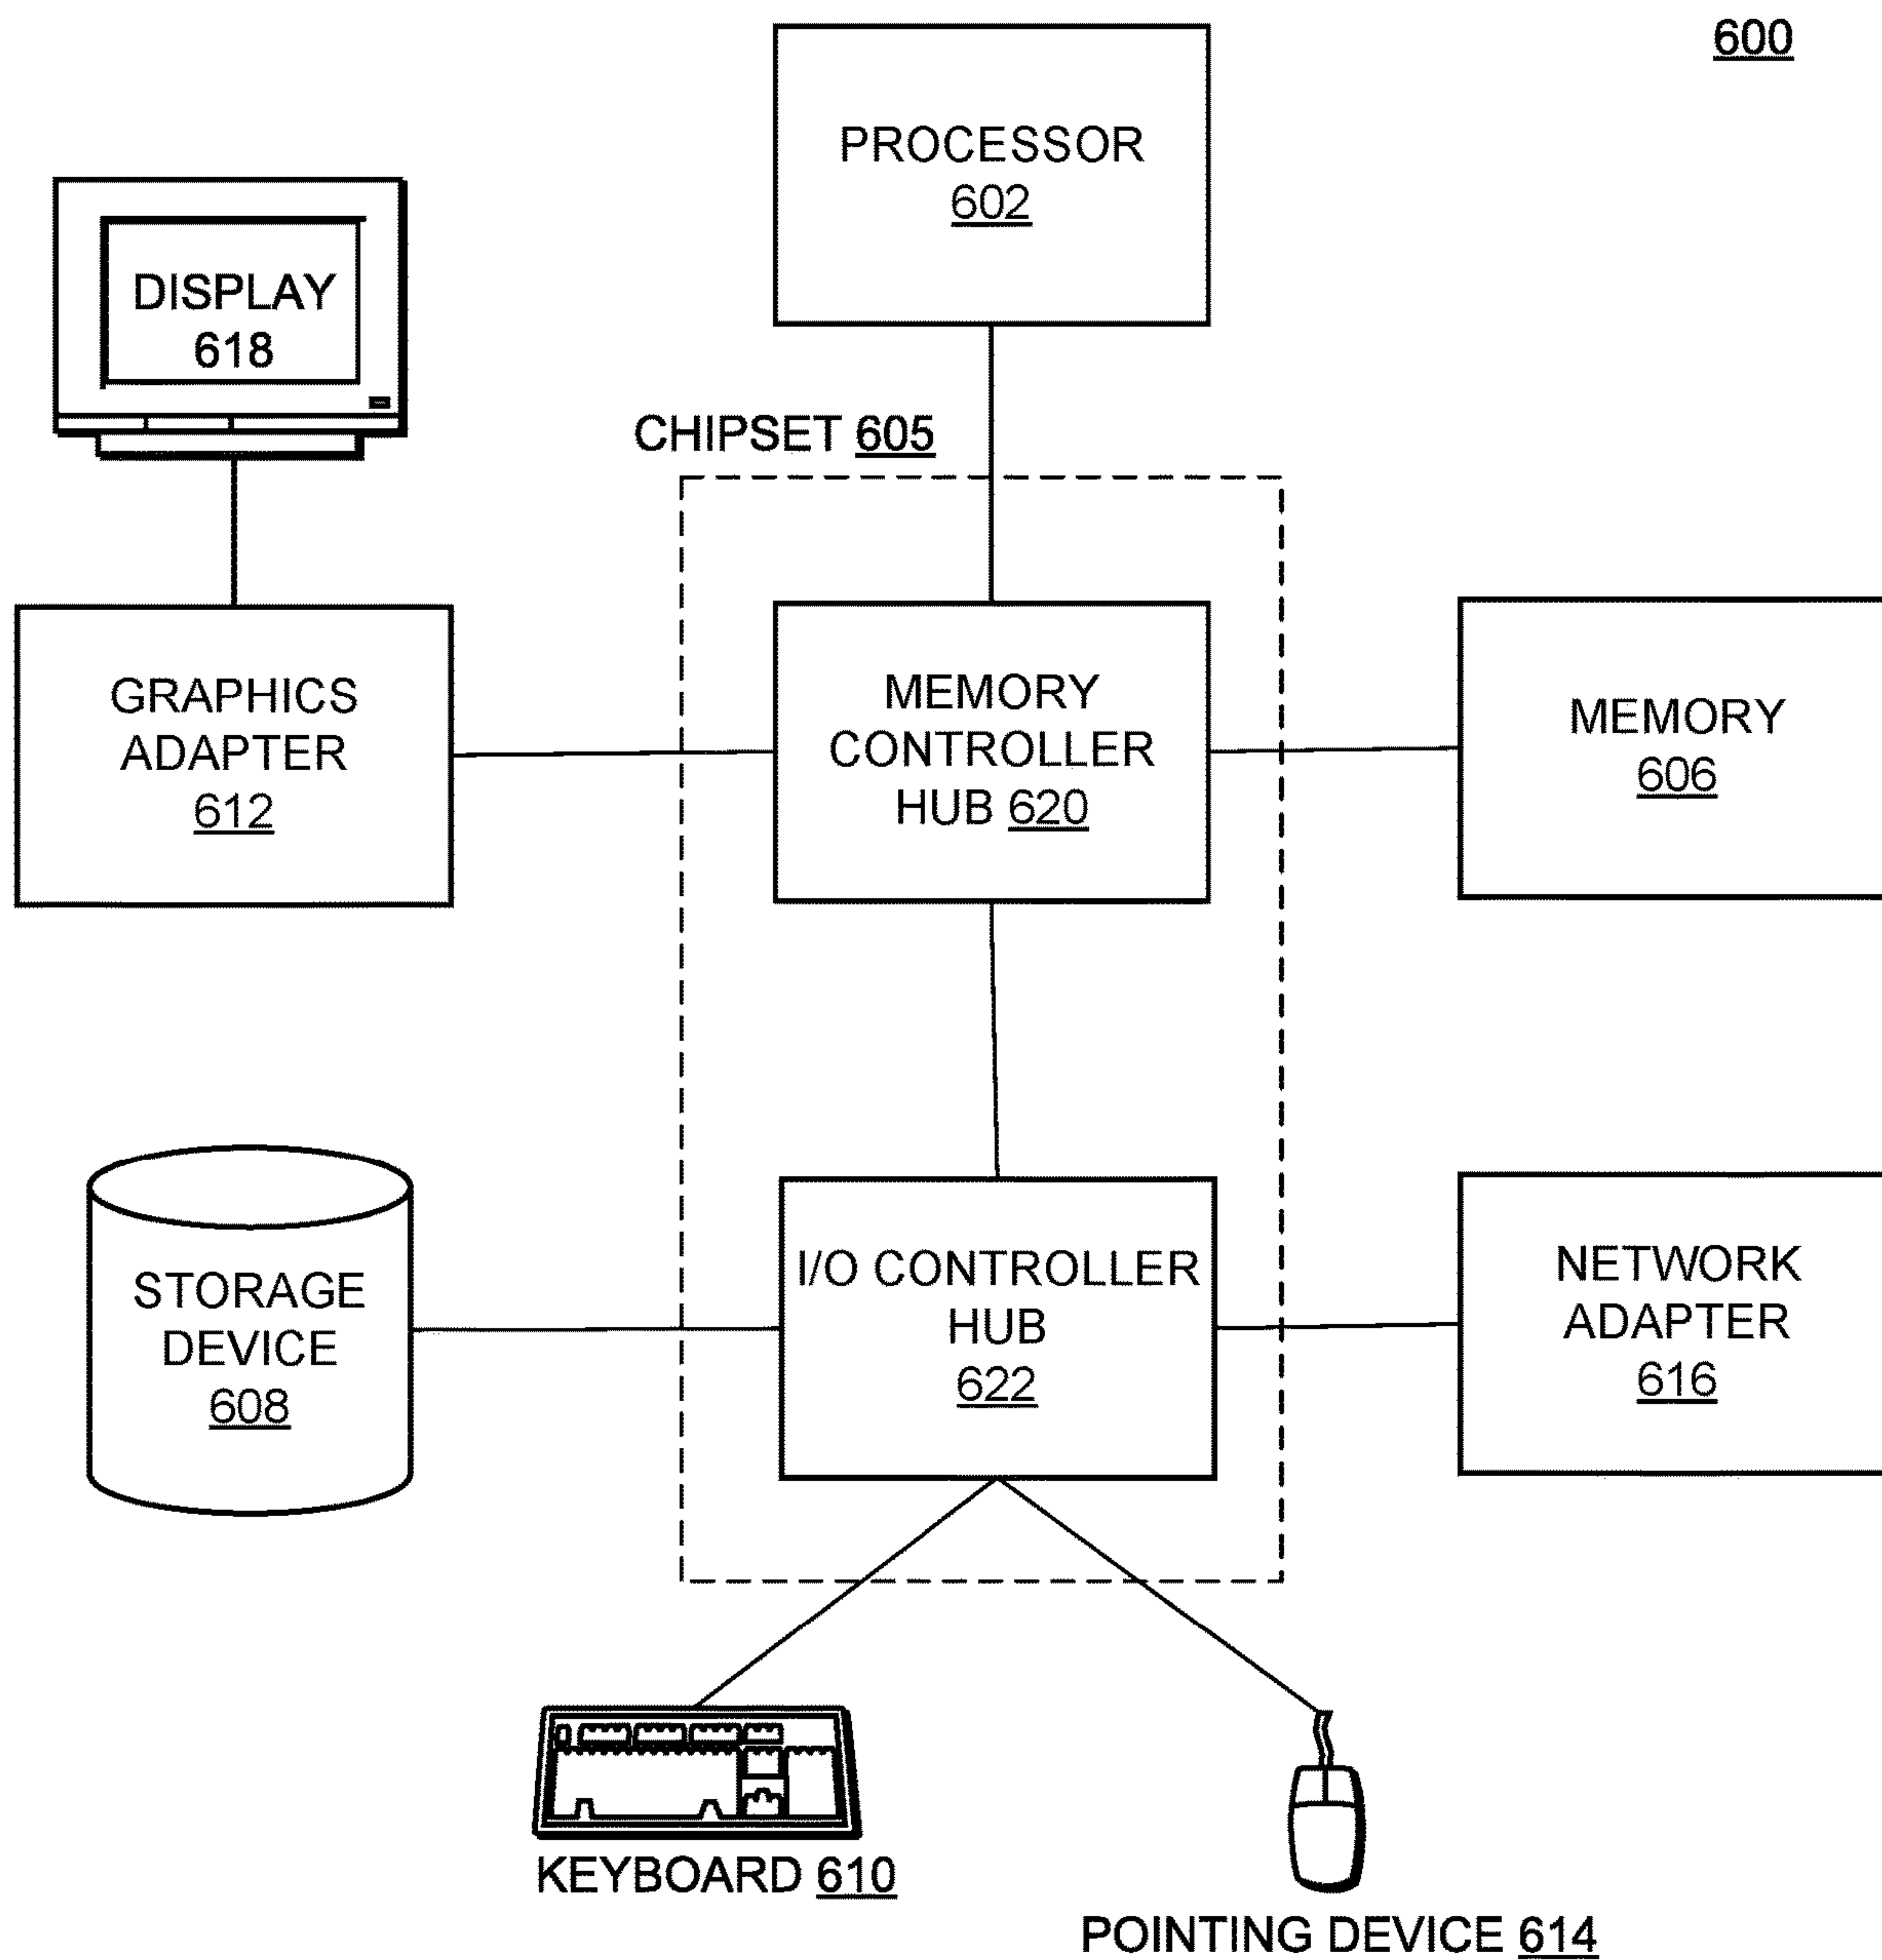 600
PROCESSOR
602
DISPLAY
618
CHIPSET 605
GRAPHICS
ADAPTER
612
MEMORY
CONTROLLER
HUB 620
MEMORY
606
STORAGE
DEVICE
608
I/O CONTROLLER
HUB
622
NETWORK
ADAPTER
616
KEYBOARD 610
POINTING DEVICE 614